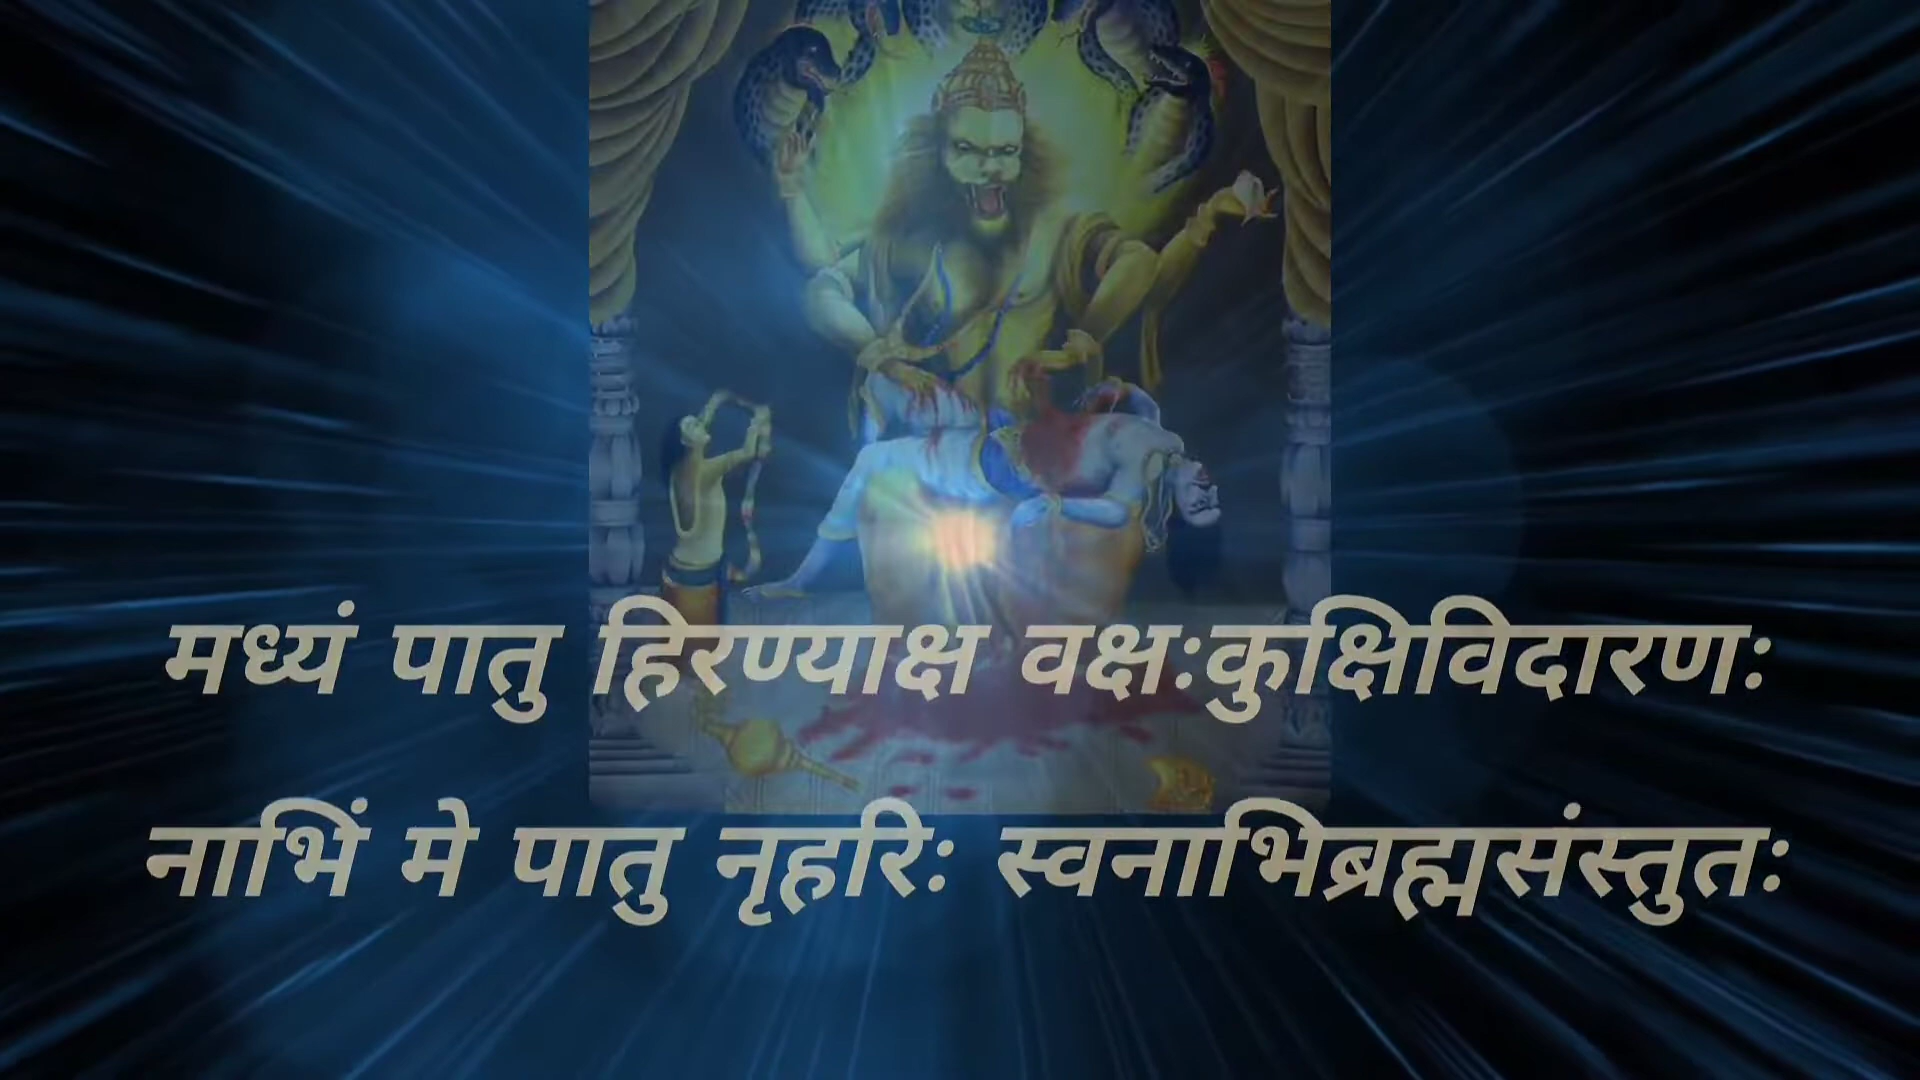 मध्यं पातु हिरण्याक्ष वक्ष:कुक्षिविदारण:
नाभिं मे पातु नृहरि: स्वनाभिब्रह्मसंस्तुत: